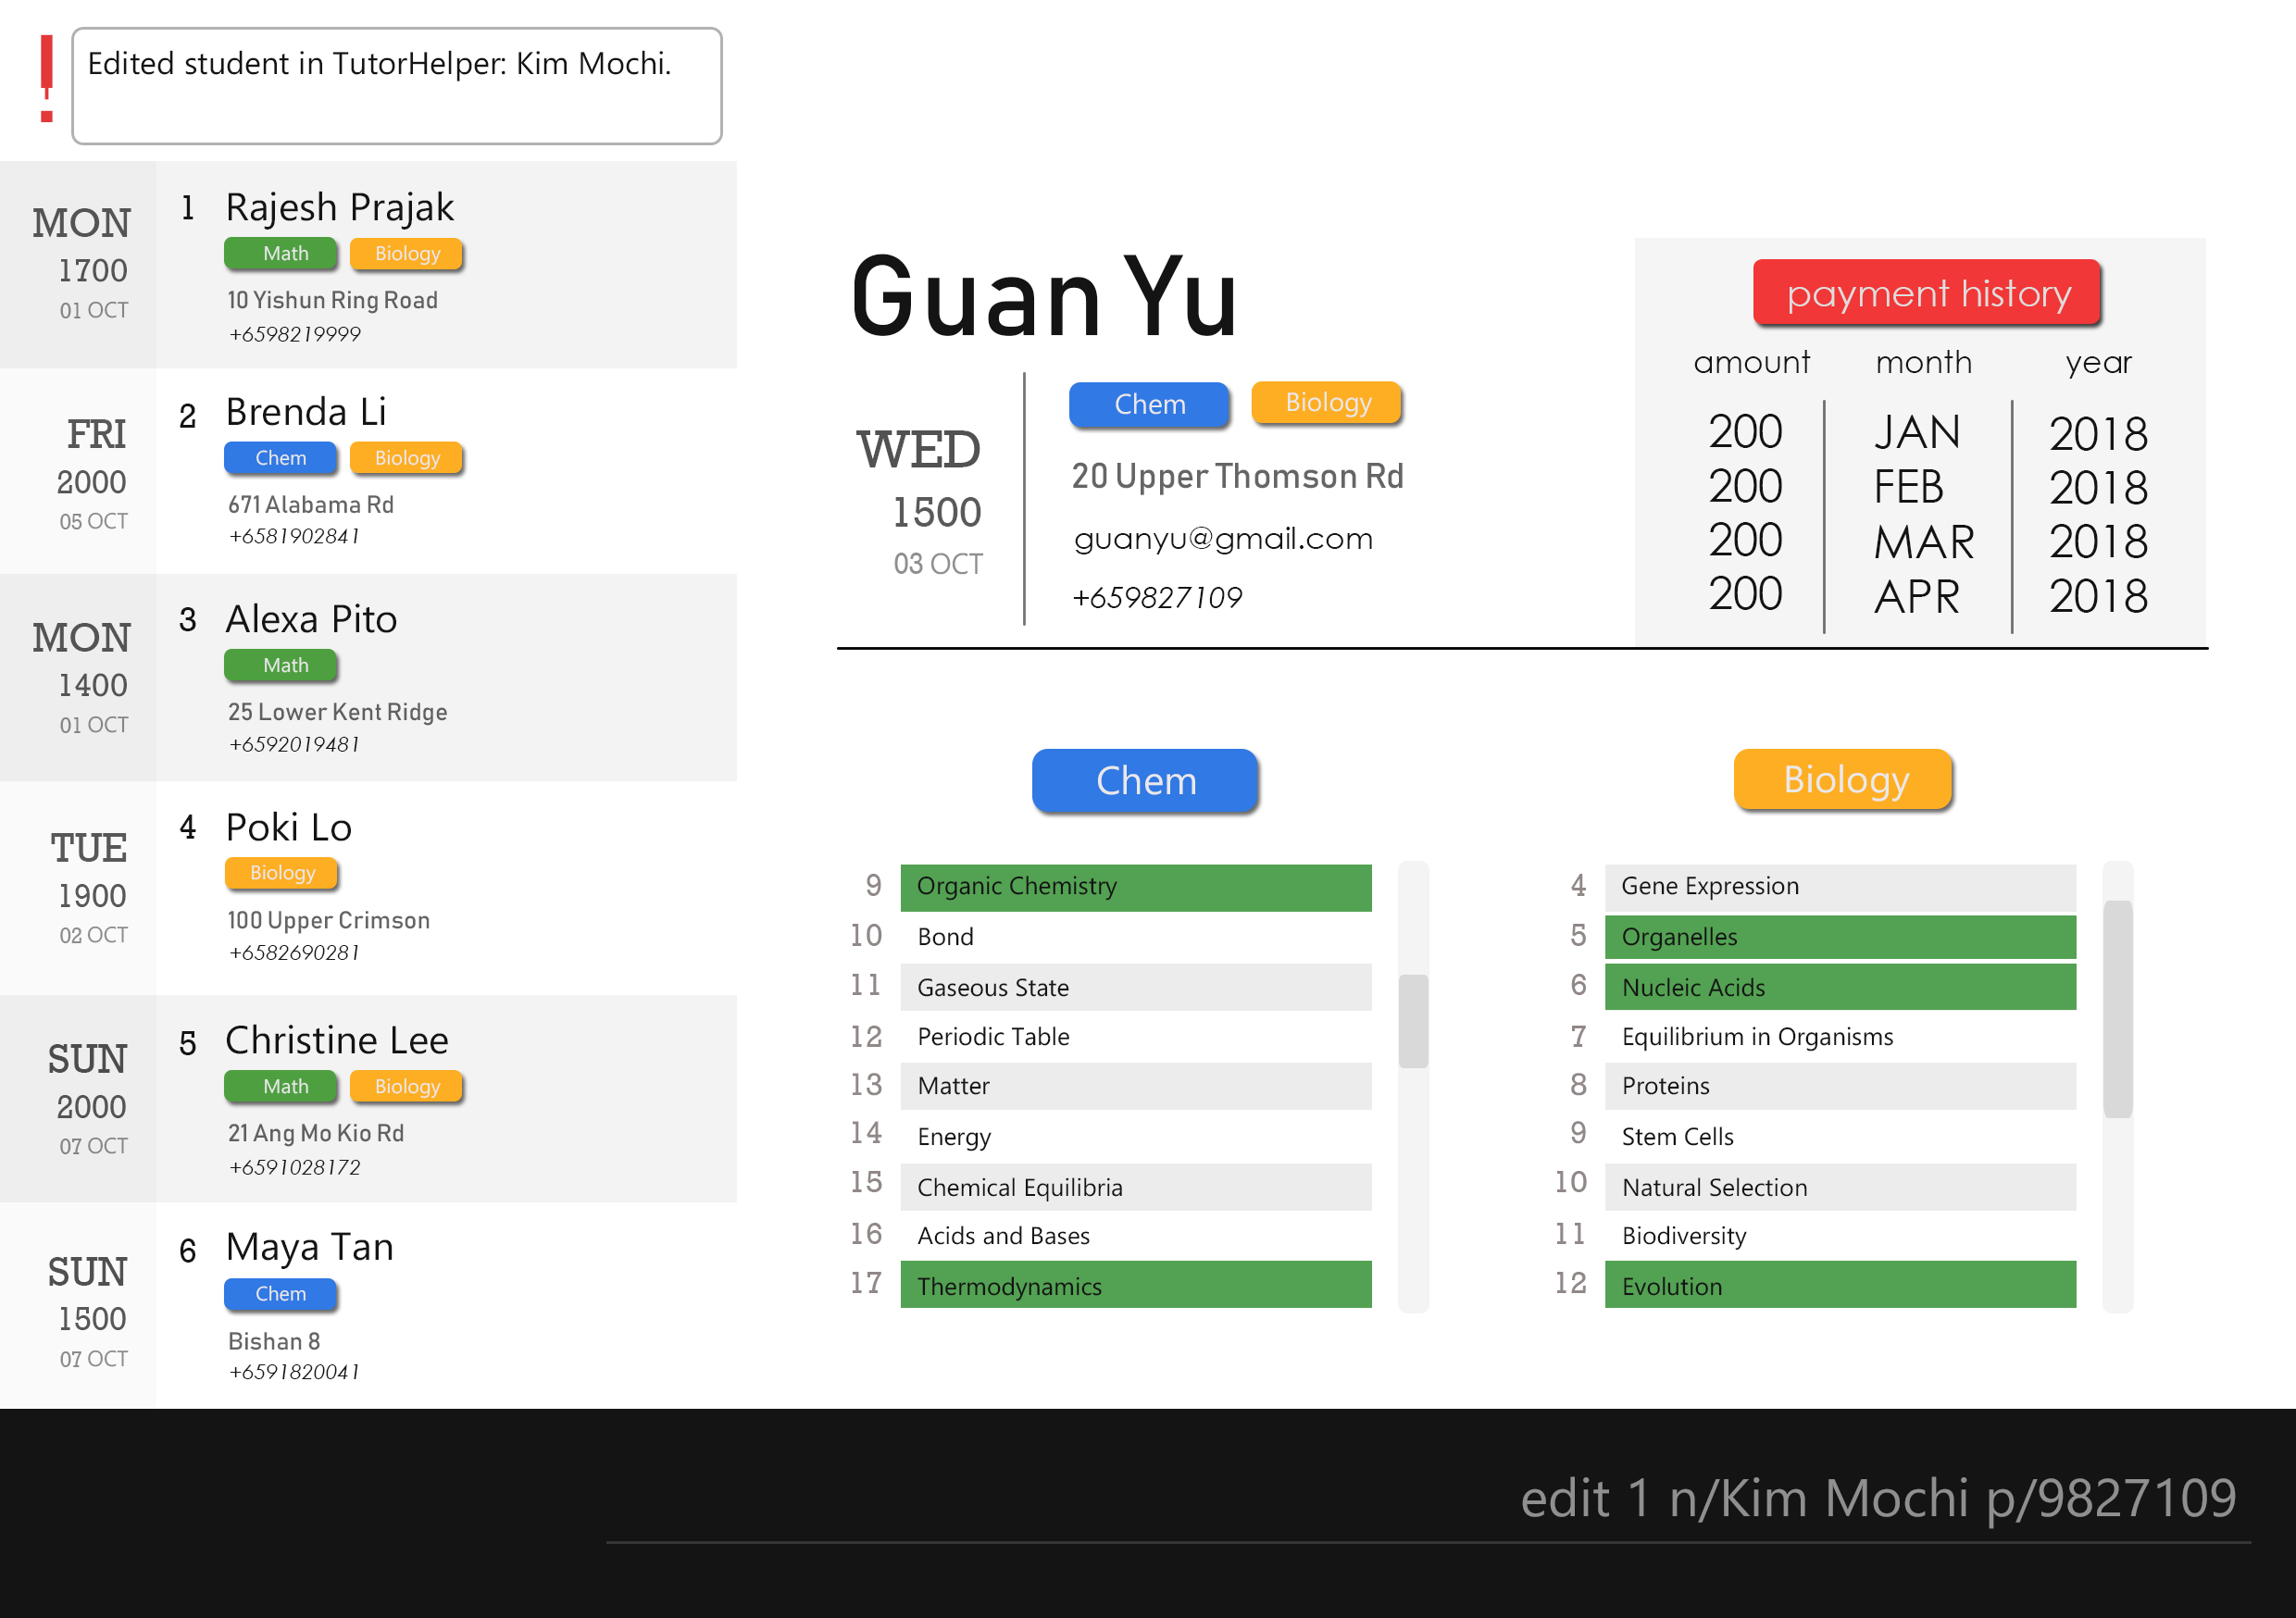 !
Edited student in TutorHelper: Kim Mochi.
MON
1700
01 OCT
1 Rajesh Prajak
Math Biology
10 Yishun Ring Road
+6598219999
FRI
2000
05 OCT
2 Brenda Li
Chem Biology
671 Alabama Rd
+6581902841
MON
1400
01 OCT
3 Alexa Pito
Math
25 Lower Kent Ridge
+6592019481
TUE
1900
02 OCT
4 Poki Lo
Biology
100 Upper Crimson
+6582690281
SUN
2000
07 OCT
5 Christine Lee
Math Biology
21 Ang Mo Kio Rd
+6591028172
SUN
1500
07 OCT
6 Maya Tan
Chem
Bishan 8
+6591820041
Guan Yu
WED
1500
03 OCT
Chem Biology
20 Upper Thomson Rd
guanyu@gmail.com
+659827109
payment history
amount month year
200 JAN 2018
200 FEB 2018
200 MAR 2018
200 APR 2018
Chem
9 Organic Chemistry
10 Bond
11 Gaseous State
12 Periodic Table
13 Matter
14 Energy
15 Chemical Equilibria
16 Acids and Bases
17 Thermodynamics
Biology
4 Gene Expression
5 Organelles
6 Nucleic Acids
7 Equilibrium in Organisms
8 Proteins
9 Stem Cells
10 Natural Selection
11 Biodiversity
12 Evolution
edit 1 n/Kim Mochi p/9827109